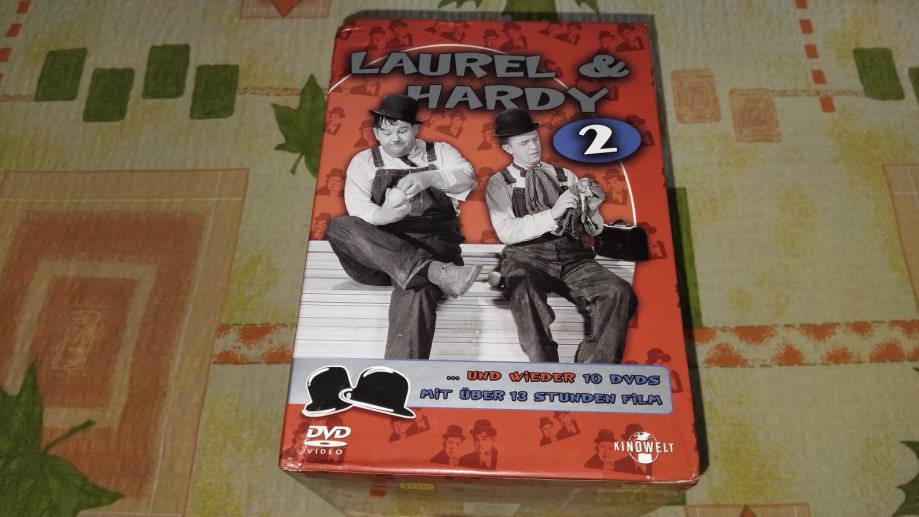 LAUREL &
HARDY
2
... UND WIEDER 10 DVDS
MIT ÜBER 13 STUNDEN FILM
DVD
VIDEO
KINOWELT